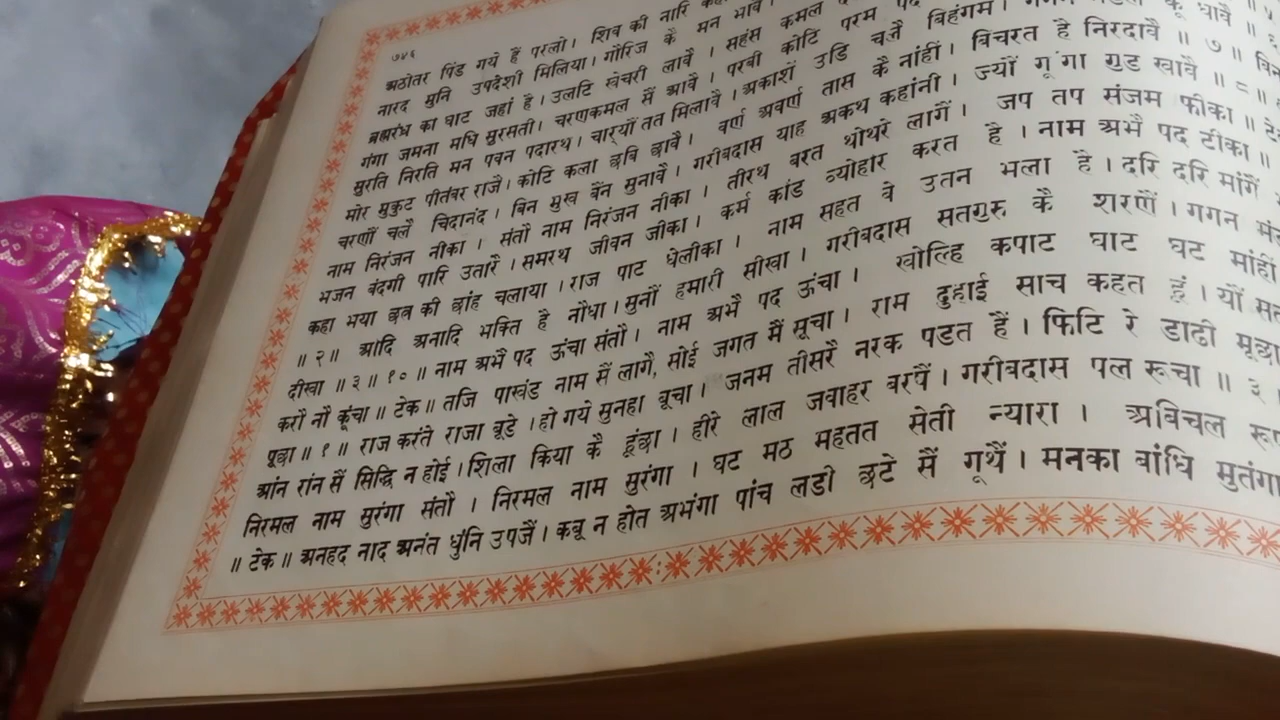 ७४६
अठोतर पिंड गये हैं परलो। शिव की नारि
नारद मुनि उपदेशी मिलिया। गोरिज कै मन भावै।
ब्रह्मरंध्र का घाट जहां है। उलटि खेचरी लावै। सहंस कमल
गंगा जमना मधि सुरसती। चरणकमल मैं आवै। परबी कोटि परम पद
सुरति निरति मन पवन पदारथ। चार्‌यौं तत मिलावै। अकाशैं उडि चलै बिहंगम।
मोर मुकुट पीतंबर राजै। कोटि कला छबि छावै। वर्ण अवर्ण तास कै नांहीं। विचरत है निरदावै ॥ ७ ॥
चरणौं चलै चिदानंद। बिन मुख बैंन सुनावै। गरीबदास याह अकथ कहांनी। ज्यौं गूंगा गुड खावै ॥ ८ ॥
नाम निरंजन नीका। संतौ नाम निरंजन नीका। तीरथ बरत थोथरे लागैं। जप तप संजम फीका ॥
भजन बंदगी पारि उतारै। समरथ जीवन जीका। कर्म कांड व्योहार करत है। नाम अभै पद टीका ॥
कहा भया छत्र की छांह चलाया। राज पाट धेलीका। नाम सहत वे उतन भला है। दरि दरि मांगैं
॥ २ ॥ आदि अनादि भक्ति है नौधा। सुनौं हमारी सीखा। गरीबदास सतगुरु कै शरणैं। गगन
दीखा ॥ ३ ॥ १० ॥ नाम अभै पद ऊंचा संतौ। नाम अभै पद ऊंचा। खोल्हि कपाट घाट घट मांहीं
करौ नौ कूंचा ॥ टेक ॥ तजि पाखंड नाम सैं लागै, सोई जगत मैं सूचा। राम दुहाई साच कहत हूं। यौं
पूछा ॥ १ ॥ राज करंते राजा बूडे। हो गये सुनहा बूचा। जनम तीसरै नरक पडत हैं। फिटि रे डाढी मूछा
आंन रांन सैं सिद्धि न होई। शिला किया कै ढूंछा। हीरे लाल जवाहर बरषैं। गरीबदास पल रूचा ॥ ३
निरमल नाम सुरंगा संतौ। निरमल नाम सुरंगा। घट मठ महतत सेती न्यारा। अविचल
॥ टेक ॥ अनहद नाद अनंत धुंनि उपजैं। कबू न होत अभंगा पांच लडी छटे सैं गूथैं। मनका बांधि सुतंगा